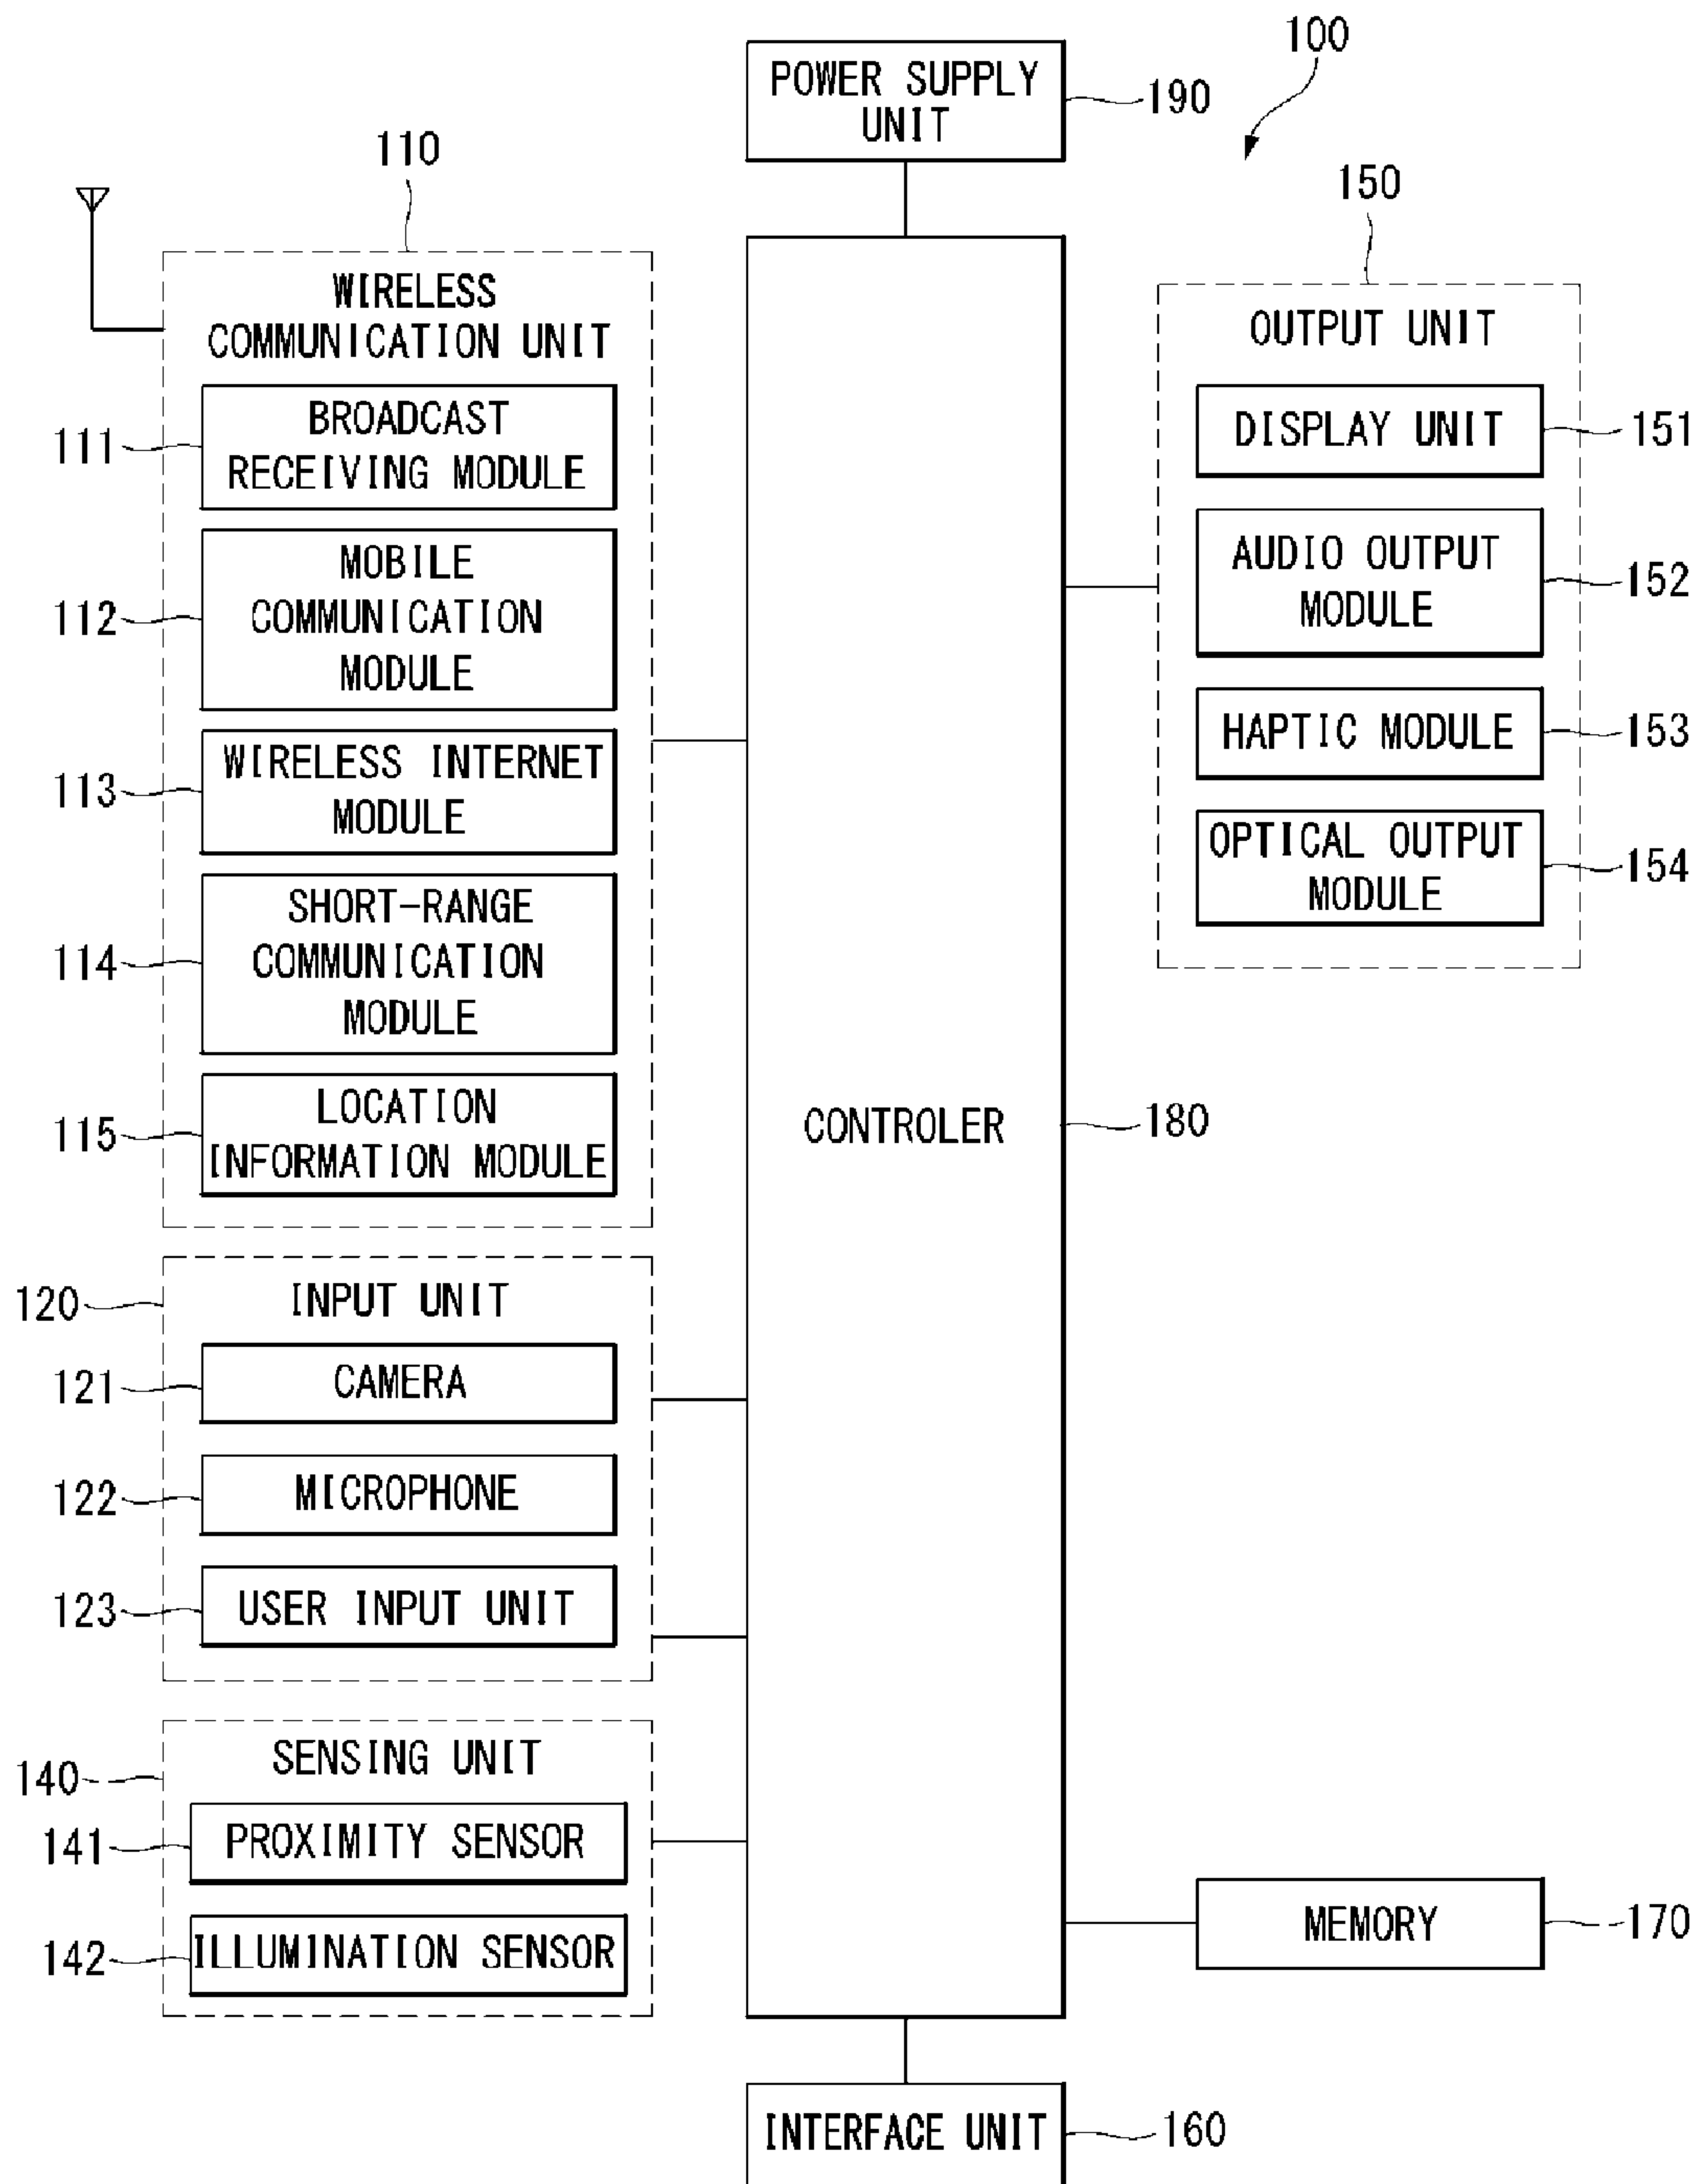 100
POWER SUPPLY
UNIT
190
110
150
WIRELESS
COMMUNICATION UNIT
BROADCAST
RECEIVING MODULE
111
MOBILE
COMMUNICATION
MODULE
112
WIRELESS INTERNET
MODULE
113
SHORT-RANGE
COMMUNICATION
MODULE
114
LOCATION
INFORMATION MODULE
115
OUTPUT UNIT
DISPLAY UNIT
151
AUDIO OUTPUT
MODULE
152
HAPTIC MODULE
153
OPTICAL OUTPUT
MODULE
154
CONTROLER
180
INPUT UNIT
120
CAMERA
121
MICROPHONE
122
USER INPUT UNIT
123
SENSING UNIT
140
PROXIMITY SENSOR
141
ILLUMINATION SENSOR
142
MEMORY
170
INTERFACE UNIT
160